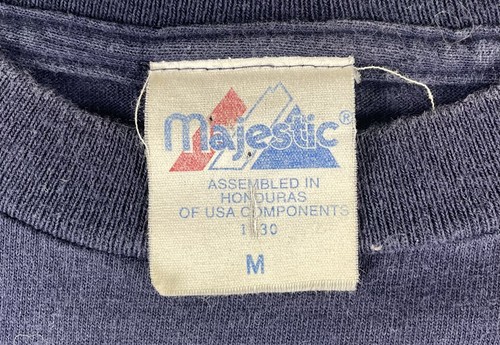 Majestic®
ASSEMBLED IN
HONDURAS
OF USA COMPONENTS
M